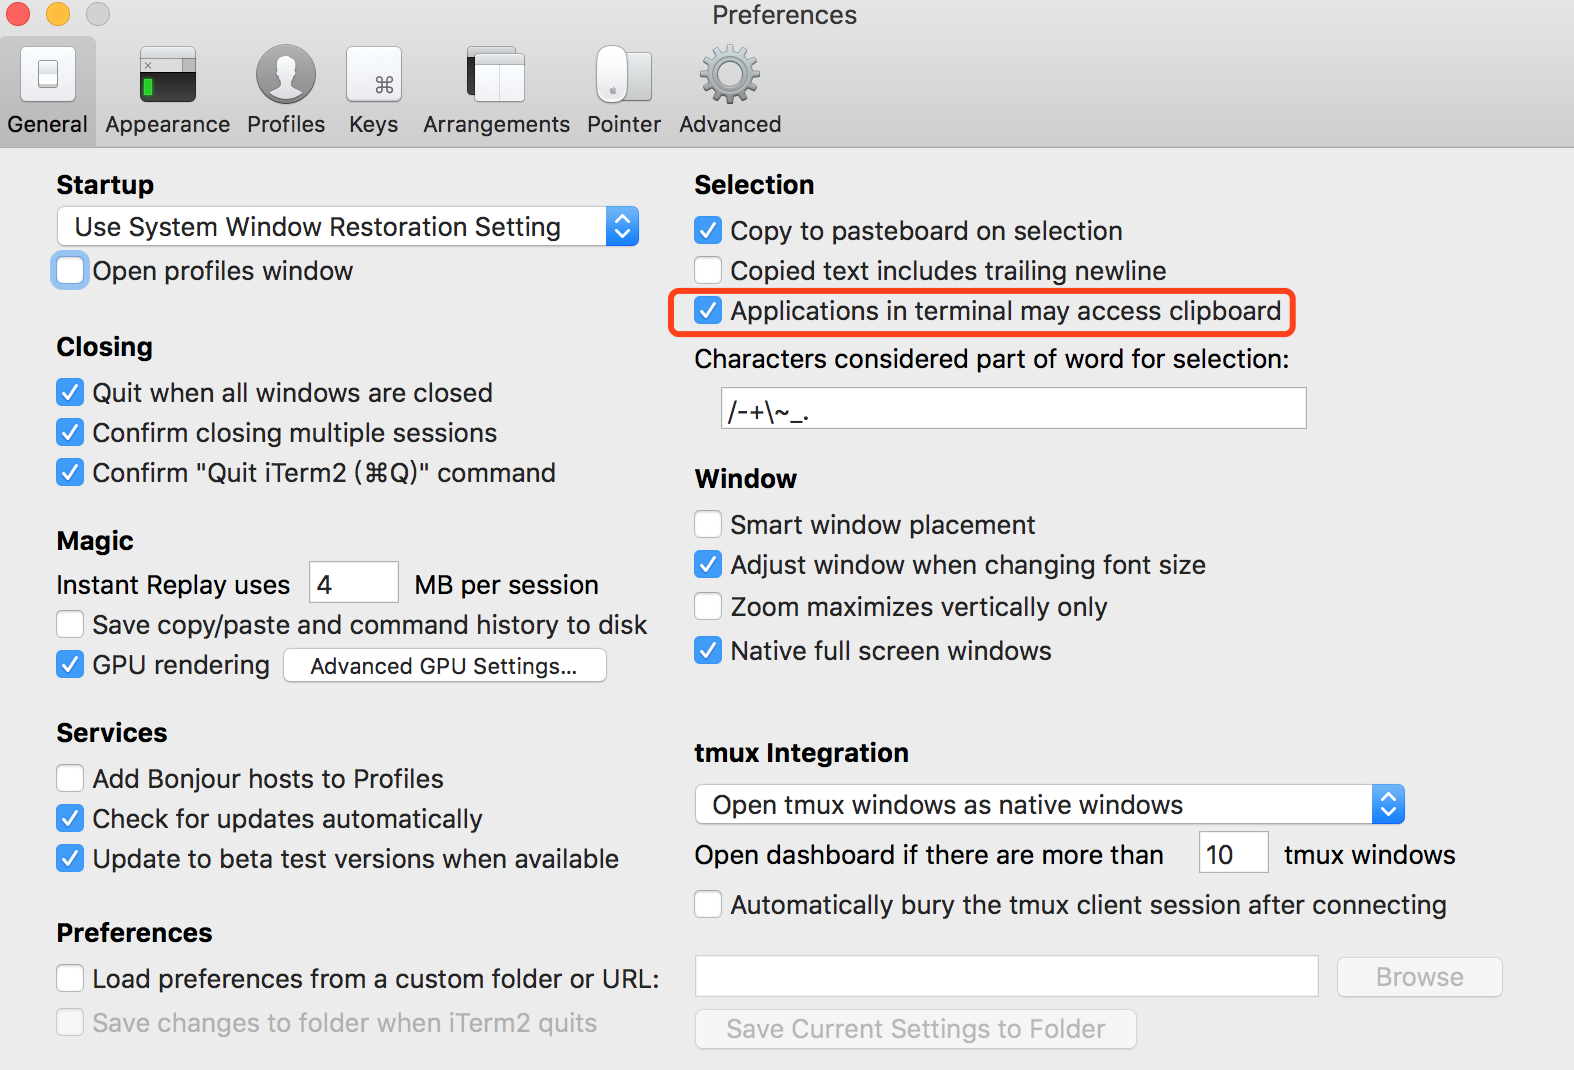 Preferences
General
Appearance
Profiles
Keys
Arrangements
Pointer
Advanced
Startup
Use System Window Restoration Setting
Open profiles window
Closing
Quit when all windows are closed
Confirm closing multiple sessions
Confirm "Quit iTerm2 (⌘Q)" command
Magic
Instant Replay uses 4 MB per session
Save copy/paste and command history to disk
GPU rendering Advanced GPU Settings...
Services
Add Bonjour hosts to Profiles
Check for updates automatically
Update to beta test versions when available
Preferences
Load preferences from a custom folder or URL:
Save changes to folder when iTerm2 quits
Selection
Copy to pasteboard on selection
Copied text includes trailing newline
Applications in terminal may access clipboard
Characters considered part of word for selection:
/-+\~_.
Window
Smart window placement
Adjust window when changing font size
Zoom maximizes vertically only
Native full screen windows
tmux Integration
Open tmux windows as native windows
Open dashboard if there are more than 10 tmux windows
Automatically bury the tmux client session after connecting
Browse
Save Current Settings to Folder